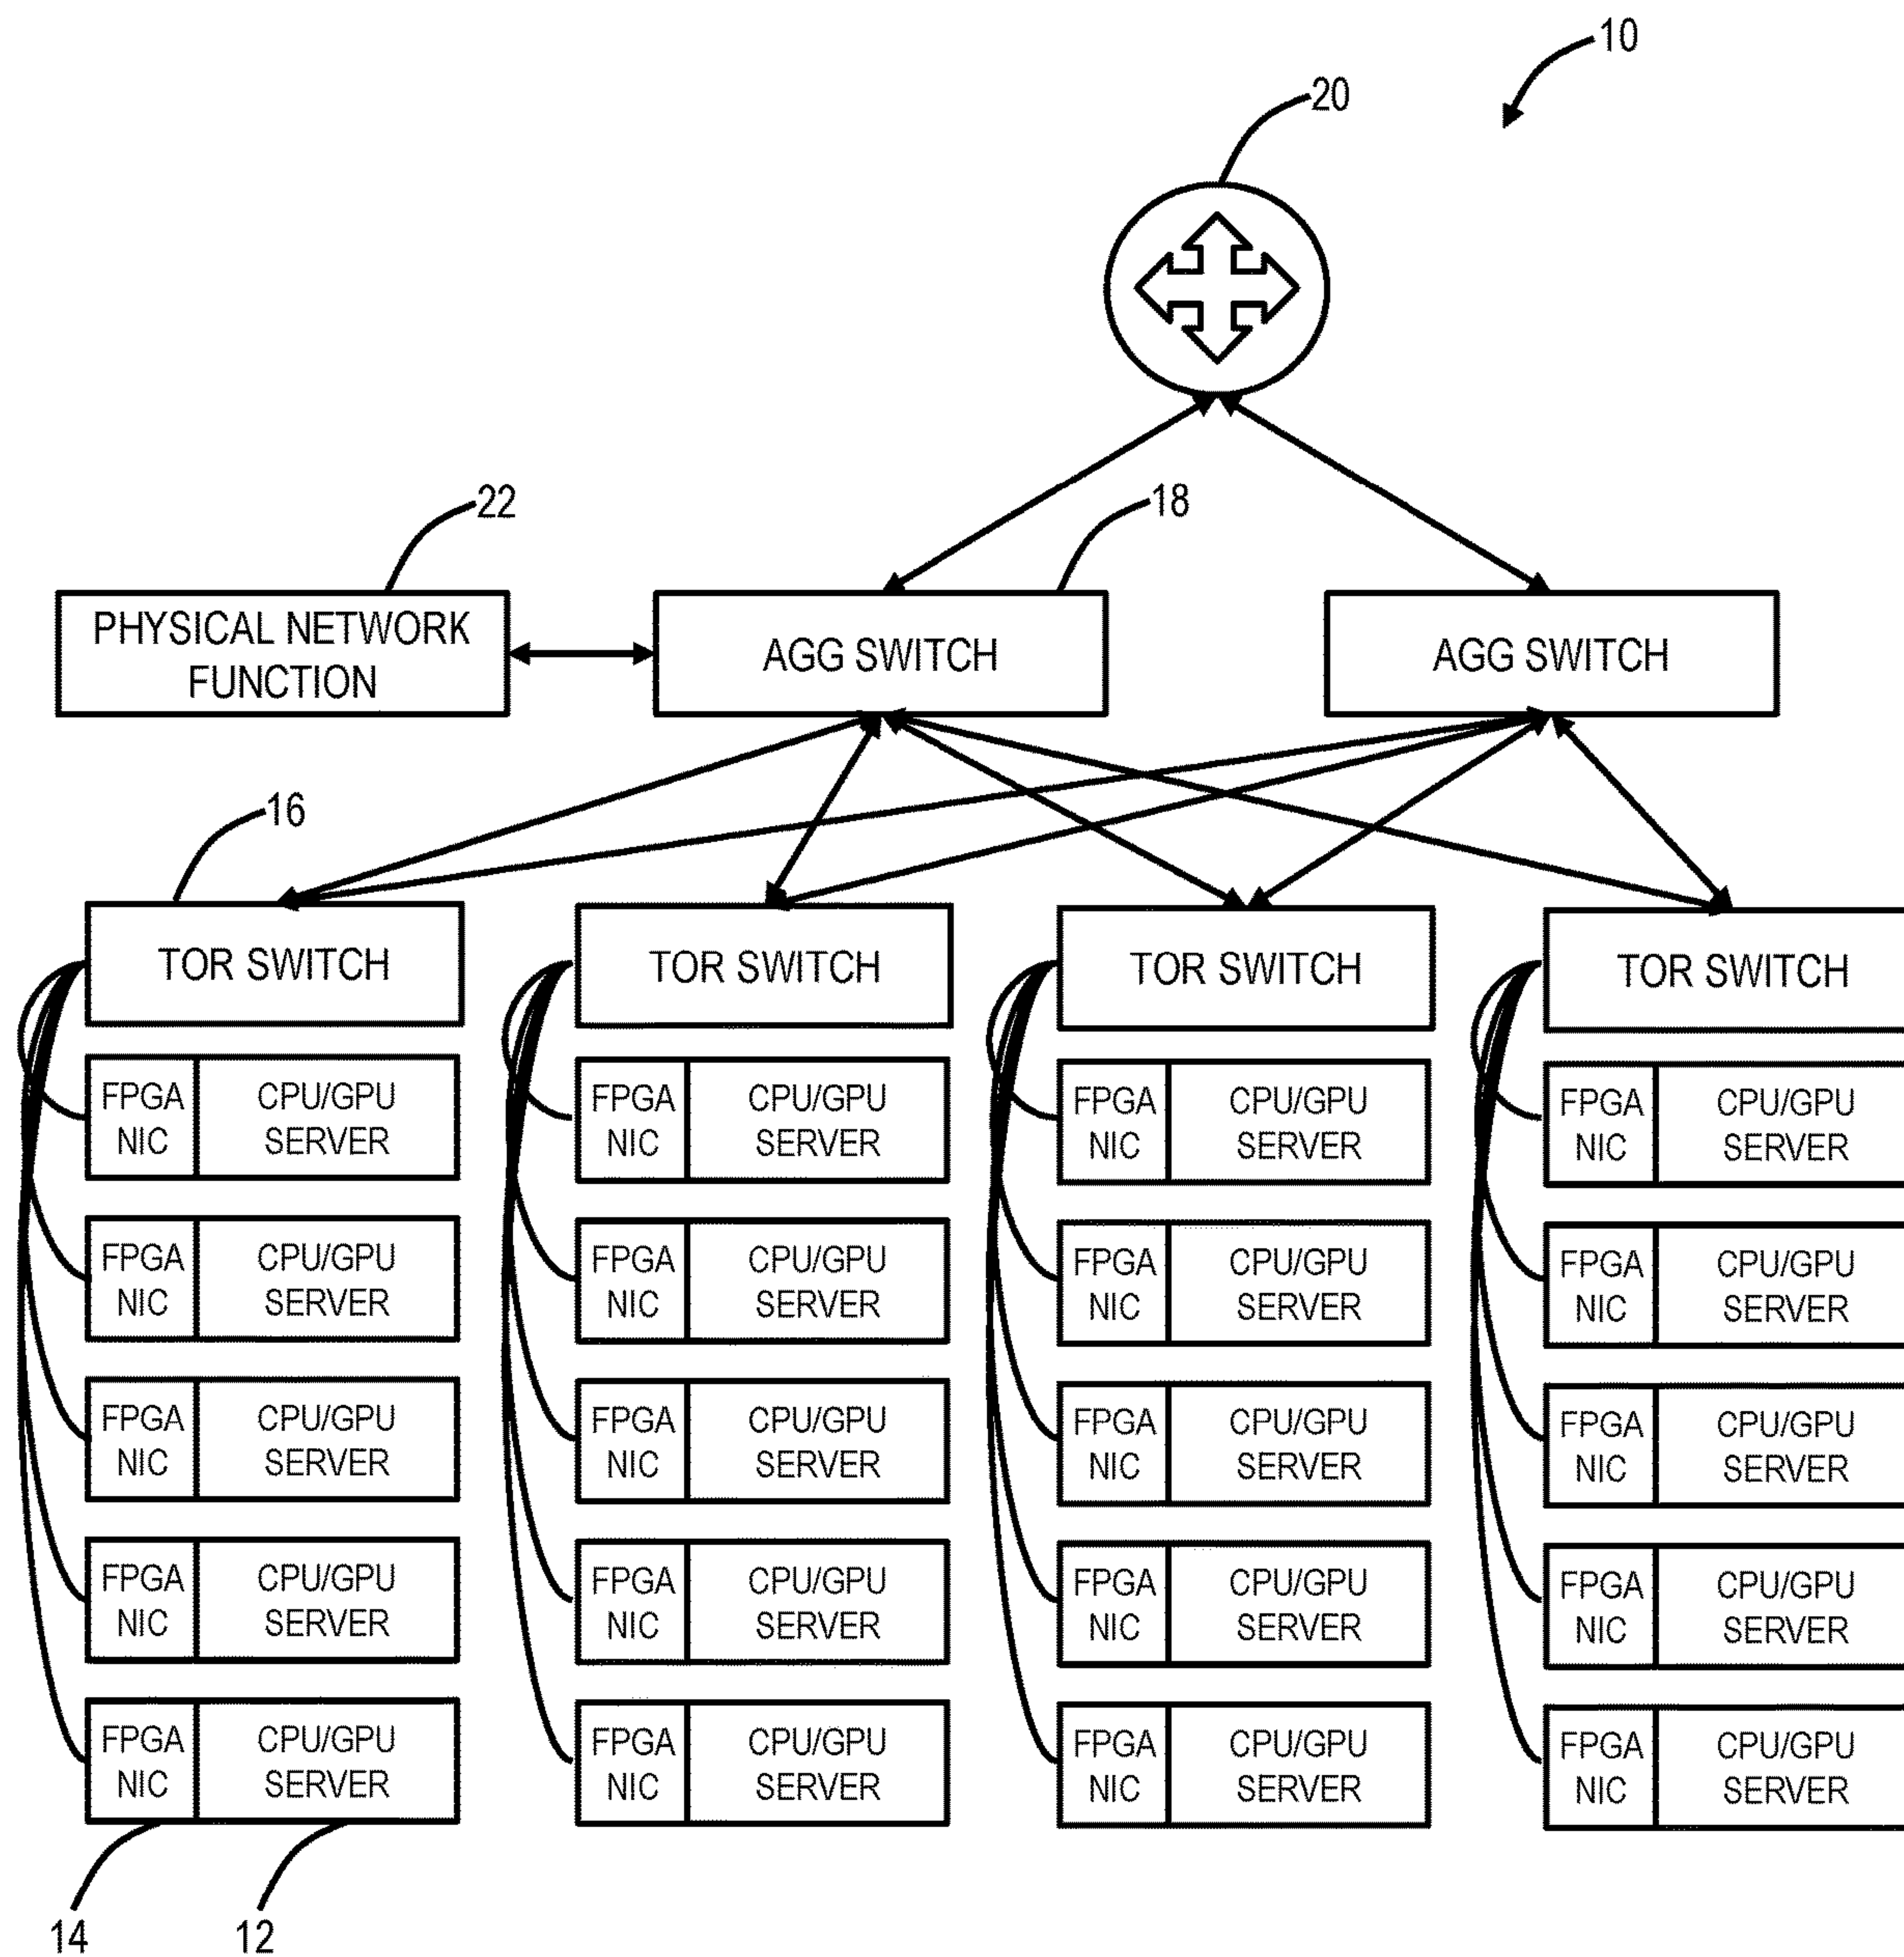 10
20
22
18
PHYSICAL NETWORK
FUNCTION
AGG SWITCH
AGG SWITCH
16
TOR SWITCH
TOR SWITCH
TOR SWITCH
TOR SWITCH
FPGA
NIC
CPU/GPU
SERVER
FPGA
NIC
CPU/GPU
SERVER
FPGA
NIC
CPU/GPU
SERVER
FPGA
NIC
CPU/GPU
SERVER
FPGA
NIC
CPU/GPU
SERVER
FPGA
NIC
CPU/GPU
SERVER
FPGA
NIC
CPU/GPU
SERVER
FPGA
NIC
CPU/GPU
SERVER
FPGA
NIC
CPU/GPU
SERVER
FPGA
NIC
CPU/GPU
SERVER
FPGA
NIC
CPU/GPU
SERVER
FPGA
NIC
CPU/GPU
SERVER
FPGA
NIC
CPU/GPU
SERVER
FPGA
NIC
CPU/GPU
SERVER
FPGA
NIC
CPU/GPU
SERVER
FPGA
NIC
CPU/GPU
SERVER
FPGA
NIC
CPU/GPU
SERVER
FPGA
NIC
CPU/GPU
SERVER
FPGA
NIC
CPU/GPU
SERVER
FPGA
NIC
CPU/GPU
SERVER
14
12